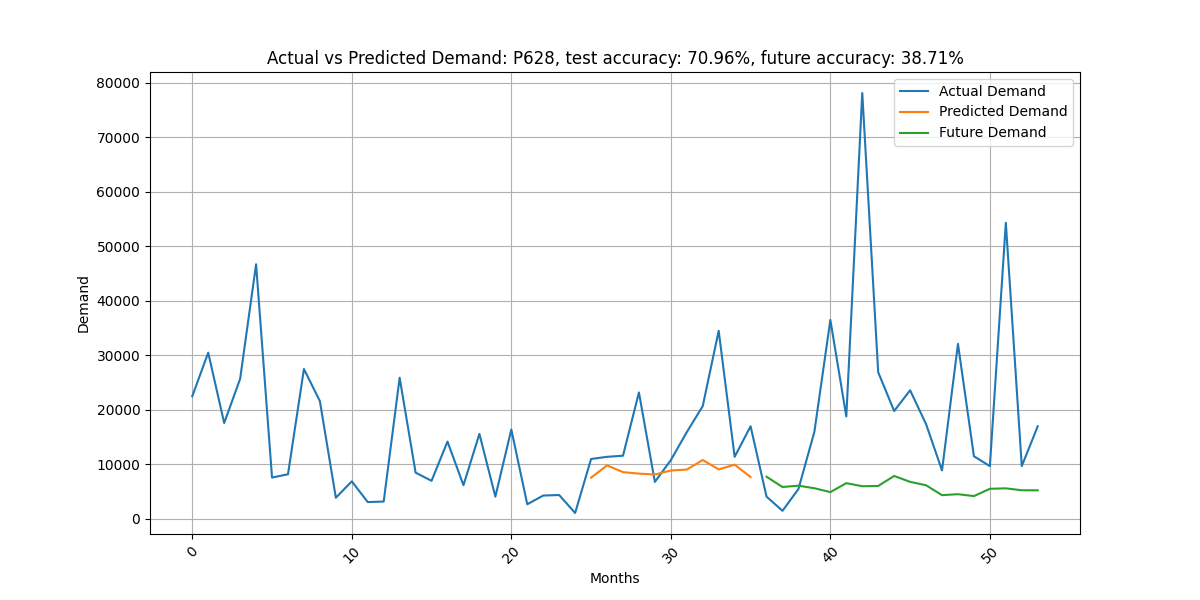 Actual vs Predicted Demand: P628, test accuracy: 70.96%, future accuracy: 38.71%
Actual Demand
Predicted Demand
Future Demand
80000
70000
60000
50000
40000
30000
20000
10000
0
Demand
0
10
20
30
40
50
Months